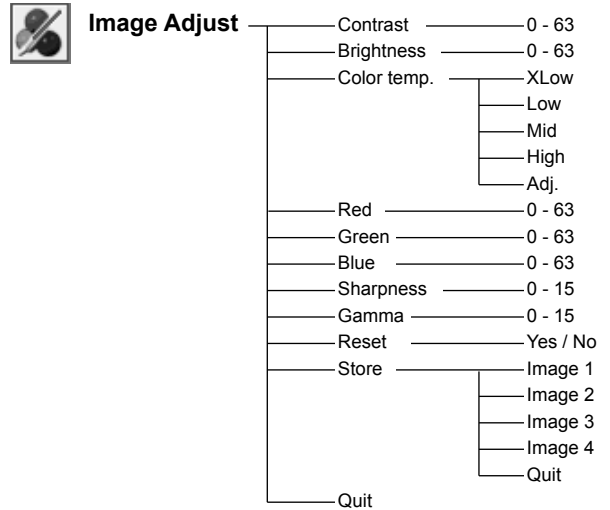 Image Adjust Contrast 0 - 63
Brightness 0 - 63
Color temp. XLow
Low
Mid
High
Adj.
Red 0 - 63
Green 0 - 63
Blue 0 - 63
Sharpness 0 - 15
Gamma 0 - 15
Reset Yes / No
Store Image 1
Image 2
Image 3
Image 4
Quit
Quit